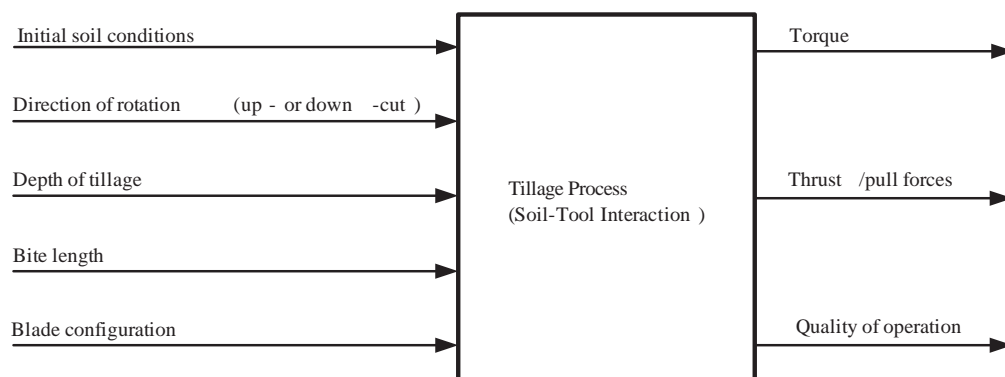 Initial soil conditions
Direction of rotation (up - or down -cut )
Depth of tillage
Bite length
Blade configuration
Tillage Process
(Soil-Tool Interaction )
Torque
Thrust /pull forces
Quality of operation